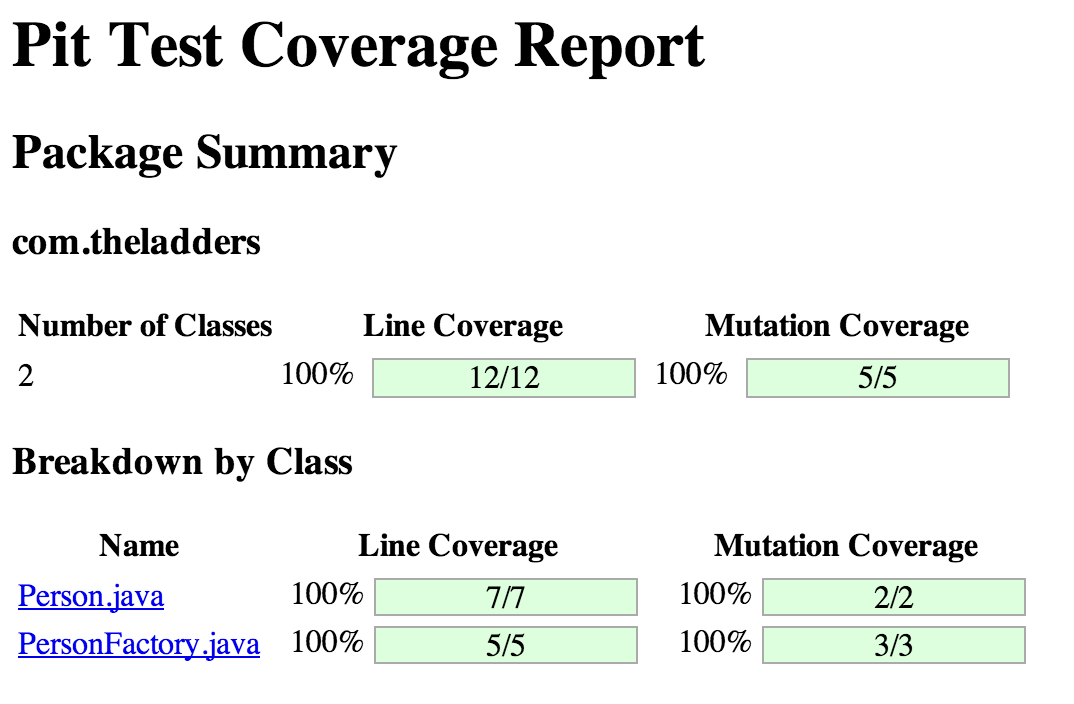 Pit Test Coverage Report
Package Summary
com.theladders
Number of Classes Line Coverage Mutation Coverage
2 100% 12/12 100% 5/5
Breakdown by Class
Name Line Coverage Mutation Coverage
Person.java 100% 7/7 100% 2/2
PersonFactory.java 100% 5/5 100% 3/3